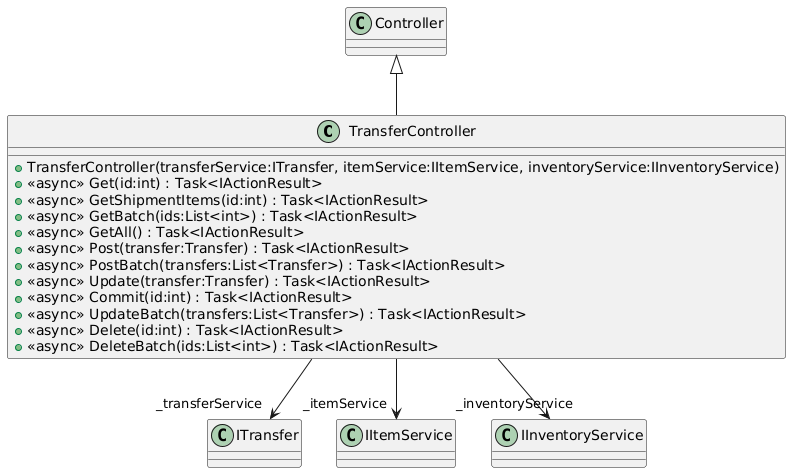 C Controller
C TransferController
TransferController(transferService:ITransfer, itemService:IItemService, inventoryService:IInventoryService)
«async» Get(id:int) : Task<IActionResult>
«async» GetShipmentItems(id:int) : Task<IActionResult>
«async» GetBatch(ids:List<int>) : Task<IActionResult>
«async» GetAll() : Task<IActionResult>
«async» Post(transfer:Transfer) : Task<IActionResult>
«async» PostBatch(transfers:List<Transfer>) : Task<IActionResult>
«async» Update(transfer:Transfer) : Task<IActionResult>
«async» Commit(id:int) : Task<IActionResult>
«async» UpdateBatch(transfers:List<Transfer>) : Task<IActionResult>
«async» Delete(id:int) : Task<IActionResult>
«async» DeleteBatch(ids:List<int>) : Task<IActionResult>
_transferService _itemService _inventoryService
C ITransfer C IItemService C IInventoryService